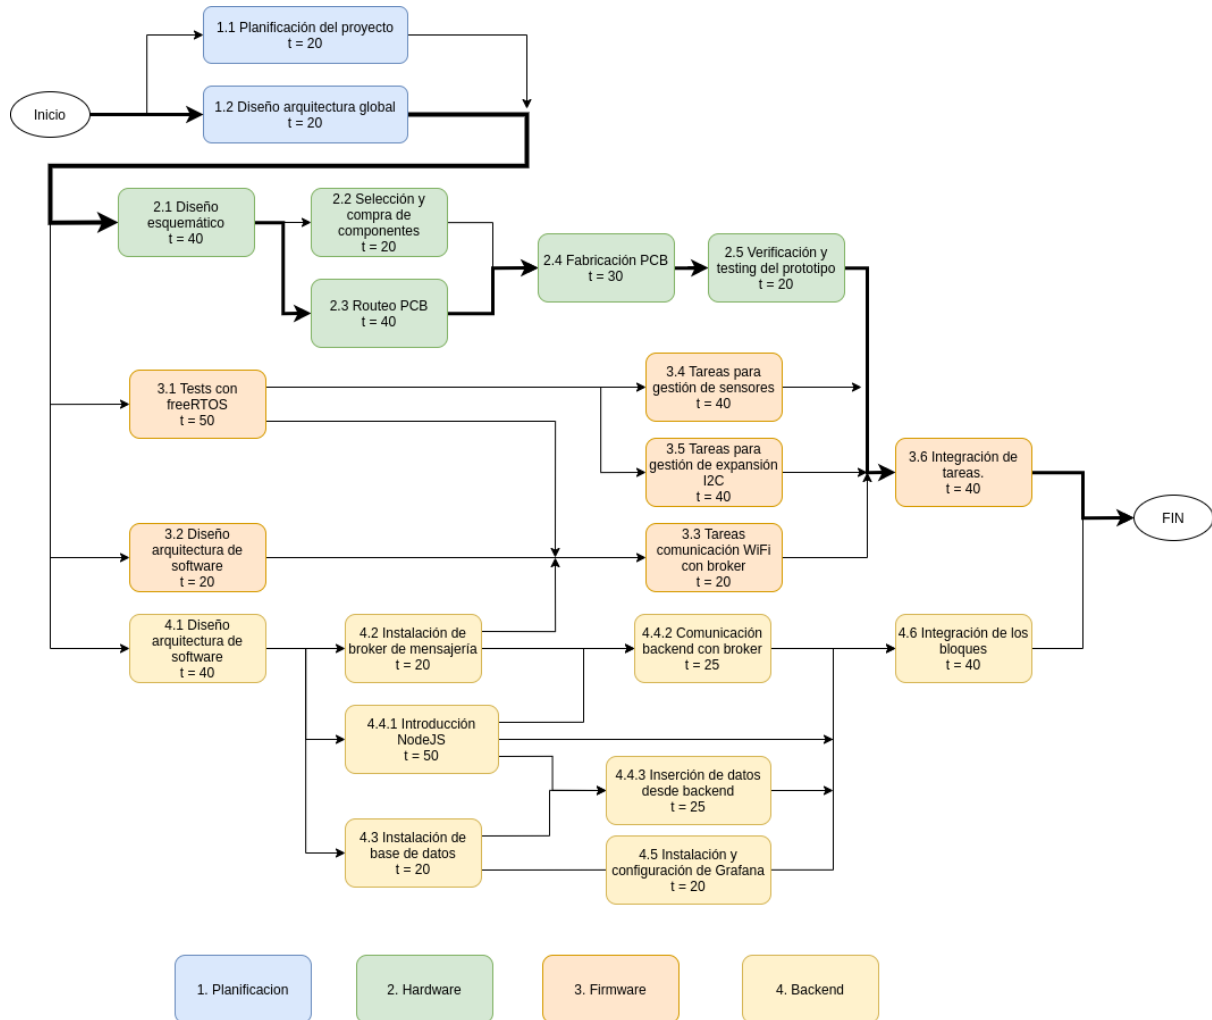 1.1 Planificación del proyecto
t = 20
Inicio
1.2 Diseño arquitectura global
t = 20
2.1 Diseño
esquemático
t = 40
2.2 Selección y
compra de
componentes
t = 20
2.3 Routeo PCB
t = 40
2.4 Fabricación PCB
t = 30
2.5 Verificación y
testing del prototipo
t = 20
3.1 Tests con
freeRTOS
t = 50
3.4 Tareas para
gestión de sensores
t = 40
3.5 Tareas para
gestión de expansión
I2C
t = 40
3.6 Integración de
tareas.
t = 40
FIN
3.2 Diseño
arquitectura de
software
t = 20
3.3 Tareas
comunicación WiFi
con broker
t = 20
4.1 Diseño
arquitectura de
software
t = 40
4.2 Instalación de
broker de mensajería
t = 20
4.4.2 Comunicación
backend con broker
t = 25
4.6 Integración de los
bloques
t = 40
4.4.1 Introducción
NodeJS
t = 50
4.4.3 Inserción de datos
desde backend
t = 25
4.3 Instalación de
base de datos
t = 20
4.5 Instalación y
configuración de Grafana
t = 20
1. Planificacion
2. Hardware
3. Firmware
4. Backend